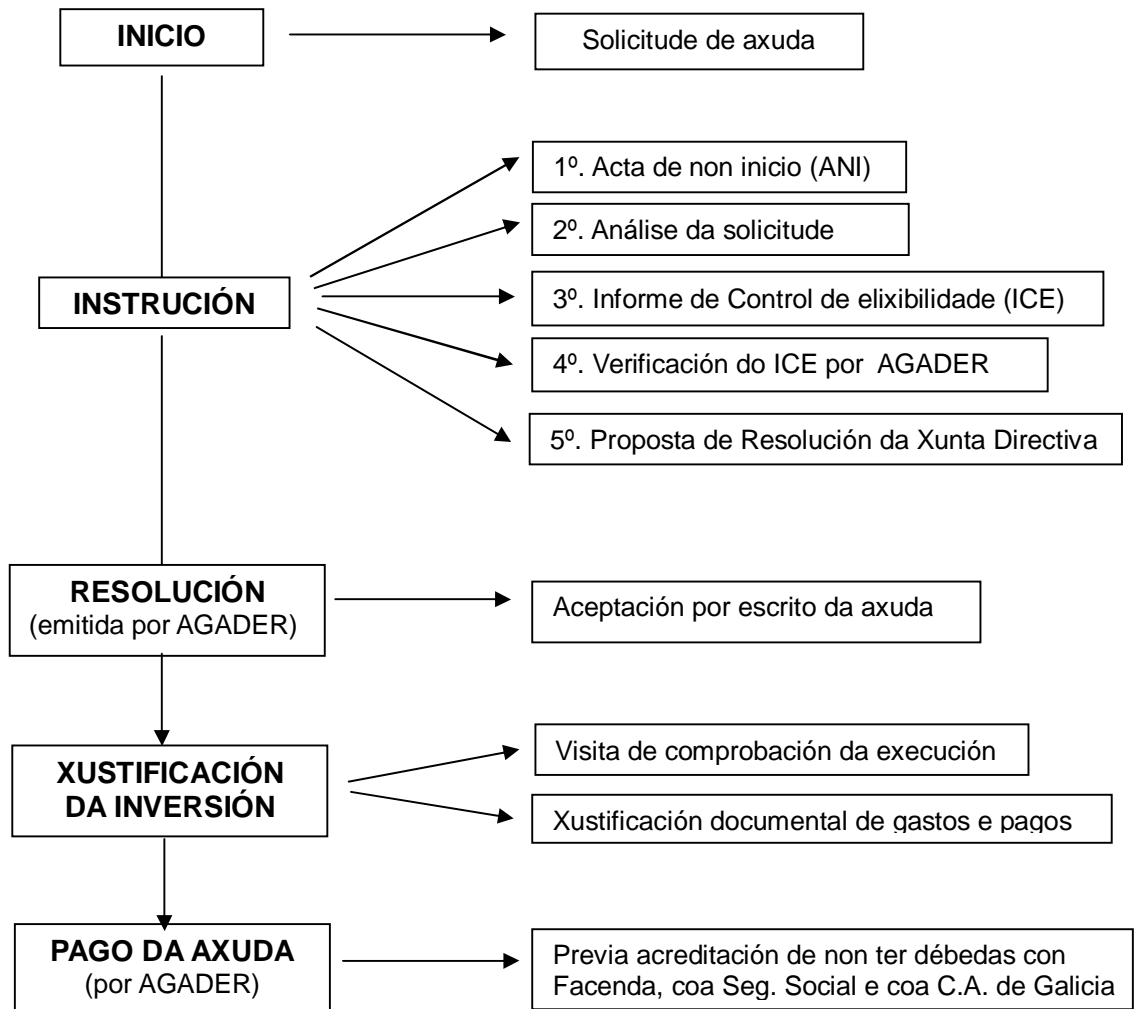 INICIO
Solicitude de axuda
1º. Acta de non inicio (ANI)
2º. Análise da solicitude
INSTRUCIÓN
3º. Informe de Control de elixibilidade (ICE)
4º. Verificación do ICE por AGADER
5º. Proposta de Resolución da Xunta Directiva
RESOLUCIÓN
(emitida por AGADER)
Aceptación por escrito da axuda
XUSTIFICACIÓN
DA INVERSIÓN
Visita de comprobación da execución
Xustificación documental de gastos e pagos
PAGO DA AXUDA
(por AGADER)
Previa acreditación de non ter débedas con
Facenda, coa Seg. Social e coa C.A. de Galicia